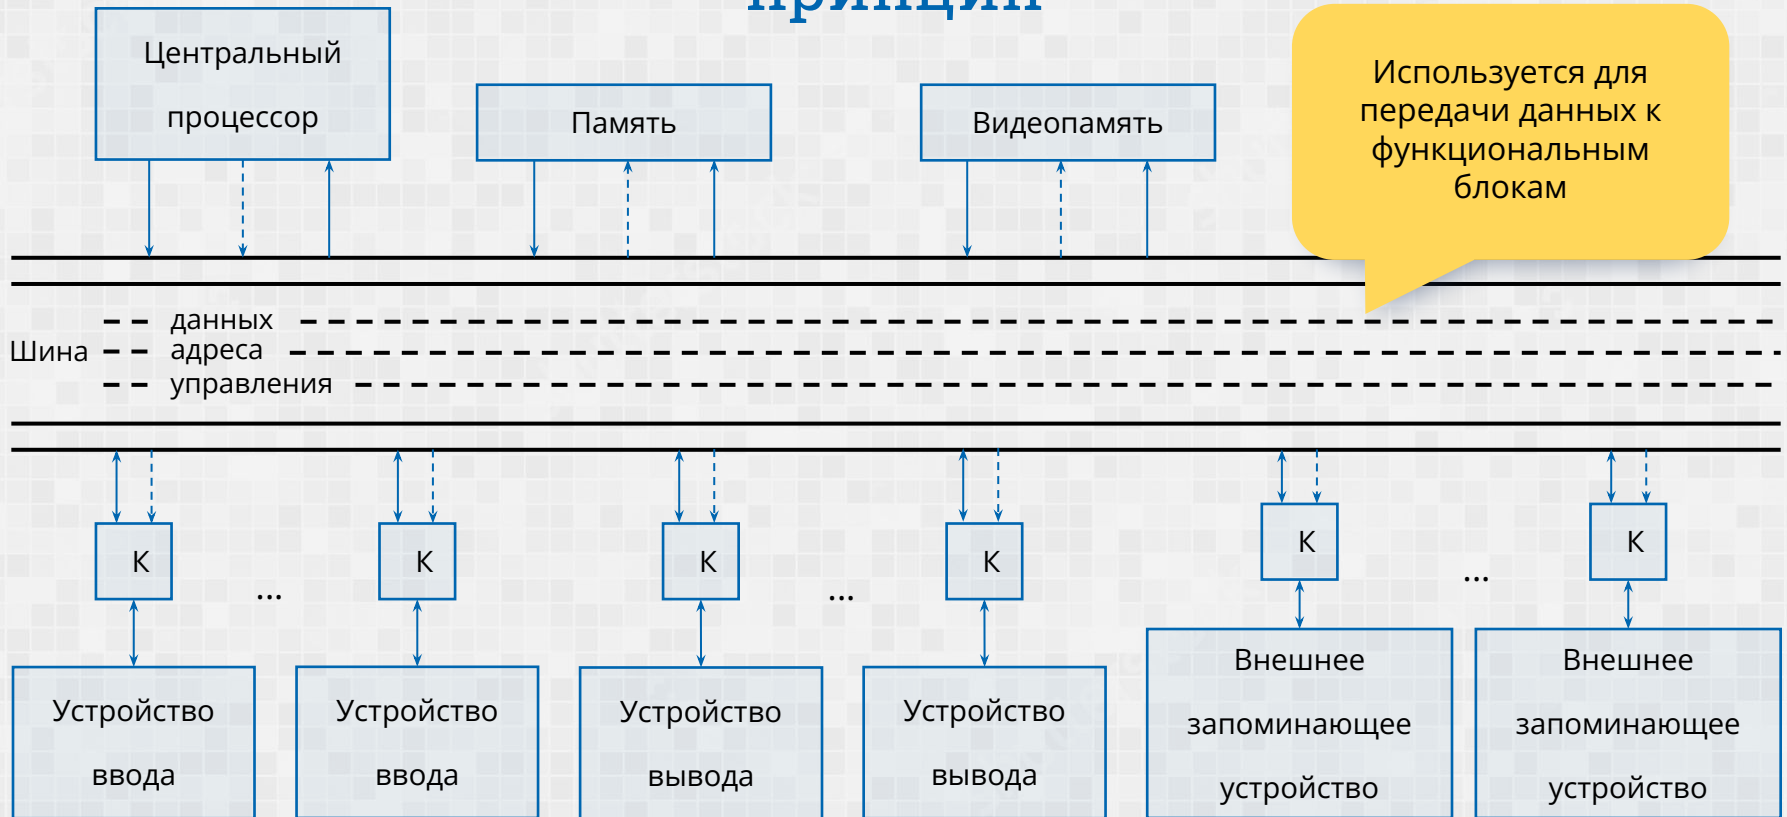 принцип
Центральный
процессор
Память
Видеопамять
Используется для
передачи данных к
функциональным
блокам
данных
Шина
адреса
управления
К
К
К
К
К
К
...
...
...
Устройство
ввода
Устройство
ввода
Устройство
вывода
Устройство
вывода
Внешнее
запоминающее
устройство
Внешнее
запоминающее
устройство